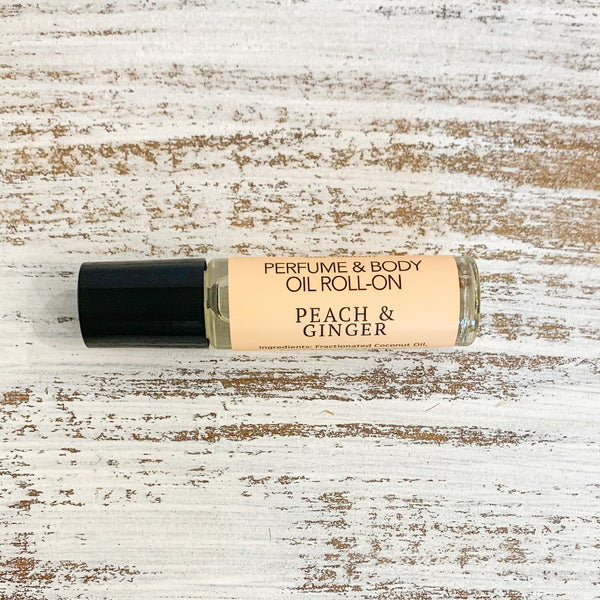 PERFUME & BODY
OIL ROLL-ON
PEACH &
GINGER
Ingredients: Fractionated Coconut Oil,